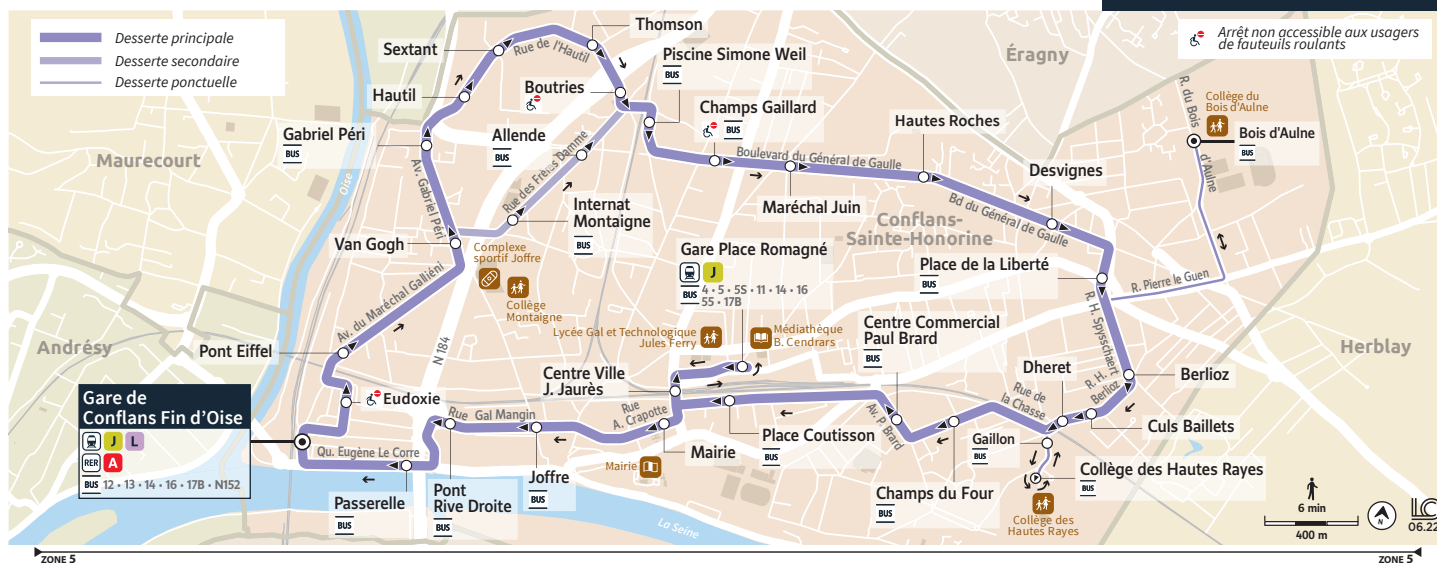 Desserte principale
Desserte secondaire
Desserte ponctuelle
Arrêt non accessible aux usagers
de fauteuils roulants
Maurecourt
Andrésy
Éragny
Herblay
Conflans-
Sainte-Honorine
Oise
La Seine
N 184
Gare de
Conflans Fin d'Oise
J L
RER A
BUS 12 • 13 • 14 • 16 • 17B • N152
Eudoxie
Pont Eiffel
Av. du Maréchal Galliéni
Van Gogh
Av. Gabriel Péri
Gabriel Péri
BUS
Hautil
Sextant
Rue de l'Hautil
Thomson
Boutries
Allende
BUS
Rue des Frères Damme
Internat
Montaigne
BUS
Complexe
sportif Joffre
Collège
Montaigne
Piscine Simone Weil
BUS
Champs Gaillard
BUS
Boulevard du Général de Gaulle
Maréchal Juin
Hautes Roches
Bd du Général de Gaulle
Desvignes
Place de la Liberté
BUS
R. Pierre le Guen
R. du Bois
d'Aulne
Collège du
Bois d'Aulne
Bois d'Aulne
BUS
R. H. Spysschaert
Berlioz
R. H.
Berlioz
Culs Baillets
Dheret
BUS
Rue de
la Chasse
Gaillon
BUS
P
Collège des Hautes Rayes
BUS
Collège des
Hautes Rayes
Champs du Four
BUS
Av. P. Brard
Centre Commercial
Paul Brard
BUS
Place Coutisson
BUS
Gare Place Romagné
J
BUS 4 • 5 • 55 • 11 • 14 • 16
55 • 17B
Lycée Gal et Technologique
Jules Ferry
Médiathèque
B. Cendrars
Centre Ville
J. Jaurès
Rue
A. Crapotte
Mairie
Mairie
Rue Gal Mangin
Joffre
BUS
Pont
Rive Droite
BUS
Passerelle
BUS
Qu. Eugène Le Corre
6 min
400 m
N
LC
06.22
ZONE 5
ZONE 5